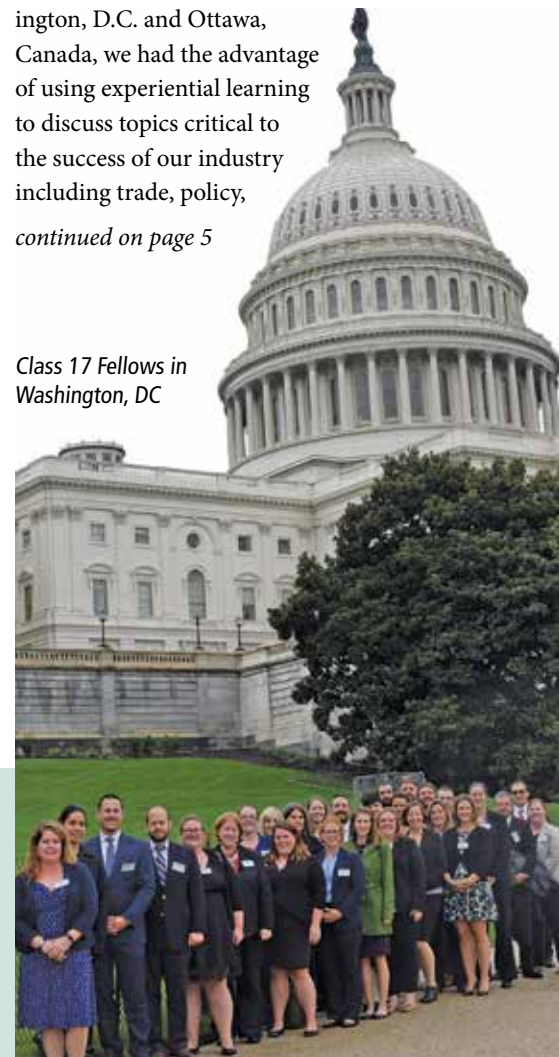 ington, D.C. and Ottawa,
Canada, we had the advantage
of using experiential learning
to discuss topics critical to
the success of our industry
including trade, policy,
continued on page 5
Class 17 Fellows in
Washington, DC